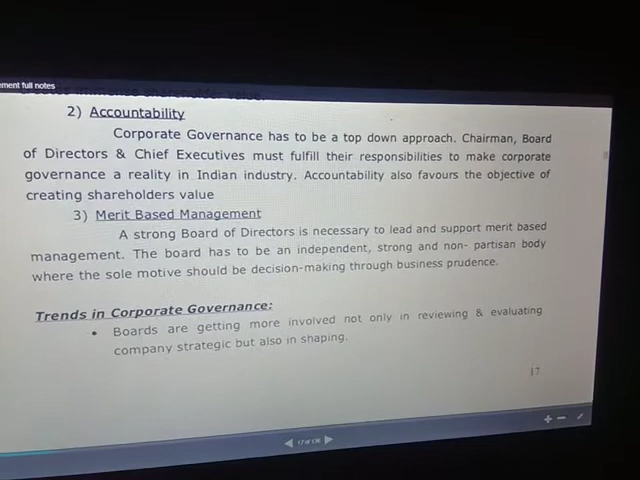 ement full notes
2) Accountability
Corporate Governance has to be a top down approach. Chairman, Board
of Directors & Chief Executives must fulfill their responsibilities to make corporate
governance a reality in Indian industry. Accountability also favours the objective of
creating shareholders value
3) Merit Based Management
A strong Board of Directors is necessary to lead and support merit based
management. The board has to be an independent, strong and non- partisan body
where the sole motive should be decision-making through business prudence.
Trends in Corporate Governance:
• Boards are getting more involved not only in reviewing & evaluating
company strategic but also in shaping.
17